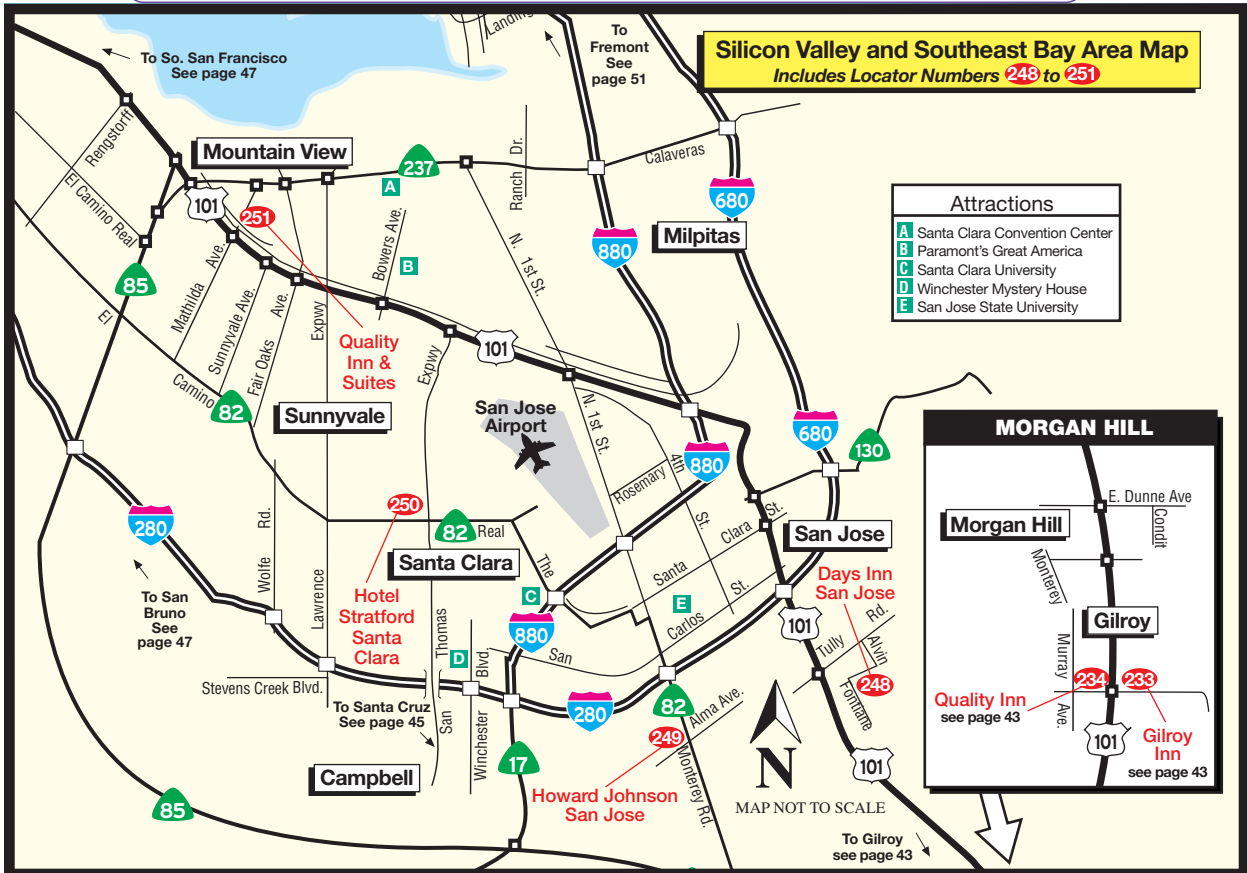 Silicon Valley and Southeast Bay Area Map
Includes Locator Numbers 248 to 251
To So. San Francisco
See page 47
Landing
To
Fremont
See
page 51
Rengstorff
Mountain View
237
A
Ranch Dr.
Calaveras
El Camino Real
101
251
680
Attractions
A Santa Clara Convention Center
B Paramont's Great America
C Santa Clara University
D Winchester Mystery House
E San Jose State University
Bowers Ave.
B
N. 1st St.
880
Milpitas
85
Mathilda Ave.
Sunnyvale Ave.
Fair Oaks Ave.
Expwy
Quality
Inn &
Suites
Expwy
101
El
Camino
82
Sunnyvale
San Jose
Airport
N. 1st St.
4th
St.
Rosemary
880
680
130
280
250
82
Real
Wolfe Rd.
Lawrence
Santa Clara
The
Santa Clara St.
San Jose
To San
Bruno
See
page 47
Hotel
Stratford
Santa
Clara
Thomas
C
880
E
San
Carlos St.
Days Inn
San Jose
101
Tully Rd.
Alvin
248
Fontiane
D
Blvd.
Stevens Creek Blvd.
To Santa Cruz
See page 45
San
Winchester
280
82
Alma Ave.
249
Campbell
17
Howard Johnson
San Jose
Monterey Rd.
N
MAP NOT TO SCALE
101
85
To Gilroy
see page 43
MORGAN HILL
E. Dunne Ave
Condit
Morgan Hill
Monterey
Gilroy
Murray Ave.
234
233
Quality Inn
see page 43
101
Gilroy
Inn
see page 43